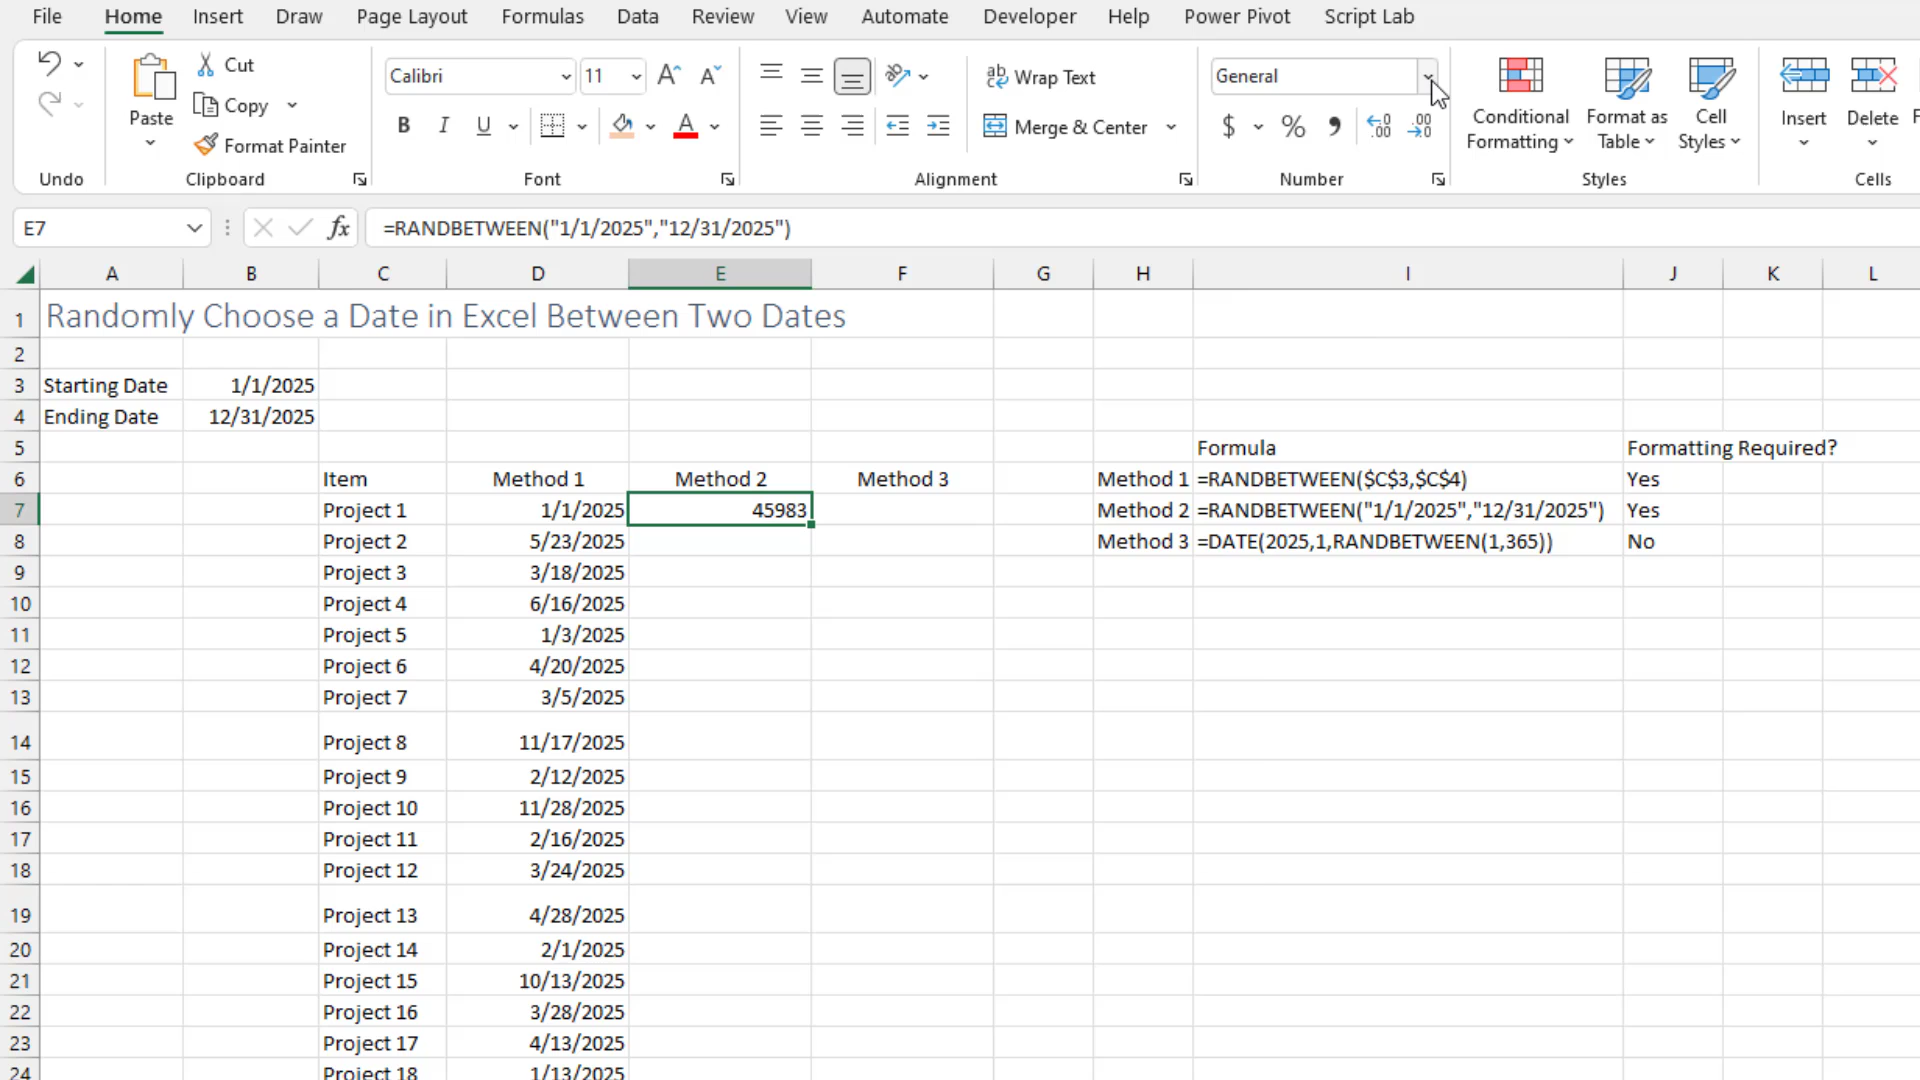 File Home Insert Draw Page Layout Formulas Data Review View Automate Developer Help Power Pivot Script Lab
Cut
Copy
Format Painter
Paste
Calibri 11
B I U A
Wrap Text
Merge & Center
General
$ % ,
Conditional Formatting
Format as Table
Cell Styles
Insert Delete
Undo Clipboard Font Alignment Number Styles Cells
E7 fx =RANDBETWEEN("1/1/2025","12/31/2025")
A B C D E F G H I J K L
1 Randomly Choose a Date in Excel Between Two Dates
2
3 Starting Date 1/1/2025
4 Ending Date 12/31/2025
5 Formula Formatting Required?
6 Item Method 1 Method 2 Method 3 Method 1 =RANDBETWEEN($C$3,$C$4) Yes
7 Project 1 1/1/2025 45983 Method 2 =RANDBETWEEN("1/1/2025","12/31/2025") Yes
8 Project 2 5/23/2025 Method 3 =DATE(2025,1,RANDBETWEEN(1,365)) No
9 Project 3 3/18/2025
10 Project 4 6/16/2025
11 Project 5 1/3/2025
12 Project 6 4/20/2025
13 Project 7 3/5/2025
14 Project 8 11/17/2025
15 Project 9 2/12/2025
16 Project 10 11/28/2025
17 Project 11 2/16/2025
18 Project 12 3/24/2025
19 Project 13 4/28/2025
20 Project 14 2/1/2025
21 Project 15 10/13/2025
22 Project 16 3/28/2025
23 Project 17 4/13/2025
24 Project 18 1/13/2025